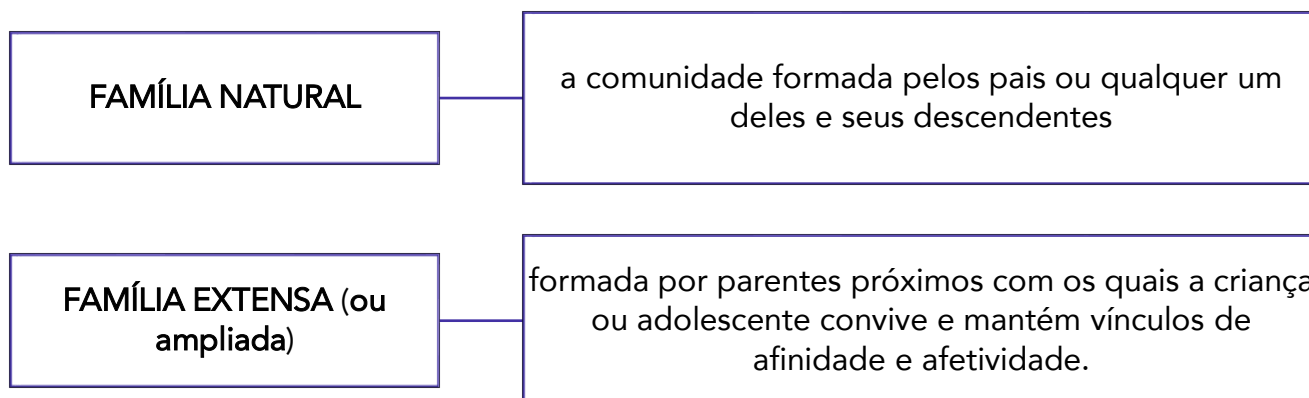 FAMÍLIA NATURAL
a comunidade formada pelos pais ou qualquer um
deles e seus descendentes
FAMÍLIA EXTENSA (ou
ampliada)
formada por parentes próximos com os quais a criança
ou adolescente convive e mantém vínculos de
afinidade e afetividade.